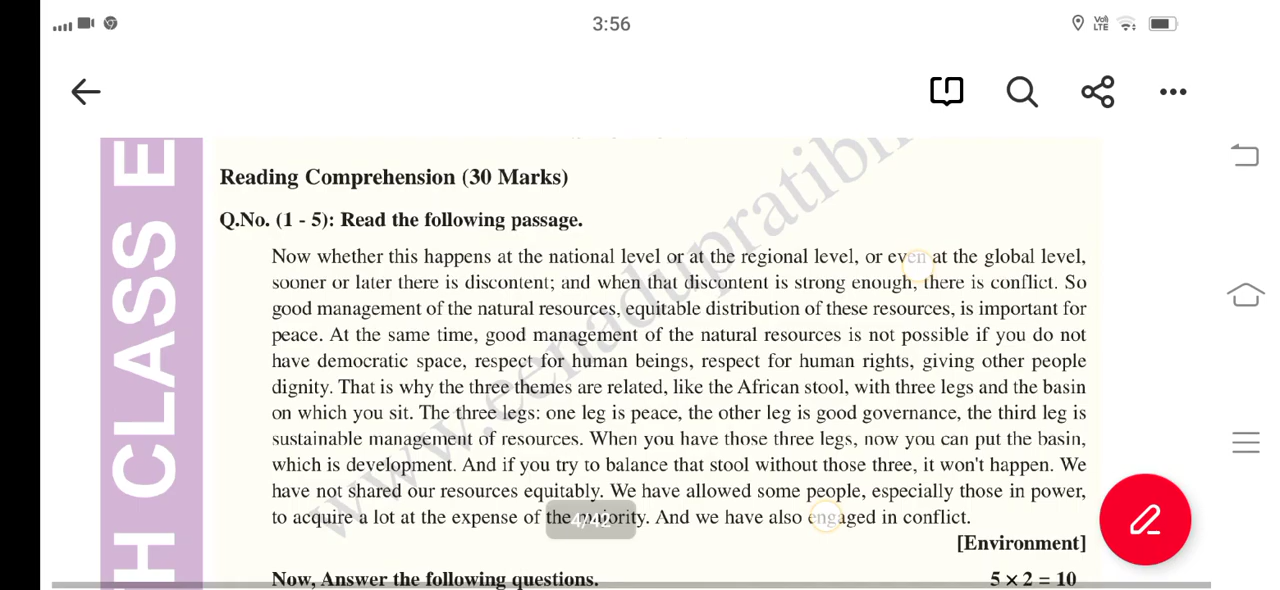 3:56
Vo)) LTE
H CLASS E
Reading Comprehension (30 Marks)
Q.No. (1 - 5): Read the following passage.
Now whether this happens at the national level or at the regional level, or even at the global level,
sooner or later there is discontent; and when that discontent is strong enough, there is conflict. So
good management of the natural resources, equitable distribution of these resources, is important for
peace. At the same time, good management of the natural resources is not possible if you do not
have democratic space, respect for human beings, respect for human rights, giving other people
dignity. That is why the three themes are related, like the African stool, with three legs and the basin
on which you sit. The three legs: one leg is peace, the other leg is good governance, the third leg is
sustainable management of resources. When you have those three legs, now you can put the basin,
which is development. And if you try to balance that stool without those three, it won't happen. We
have not shared our resources equitably. We have allowed some people, especially those in power,
to acquire a lot at the expense of the majority. And we have also engaged in conflict.
4/42
[Environment]
Now, Answer the following questions. 5 × 2 = 10